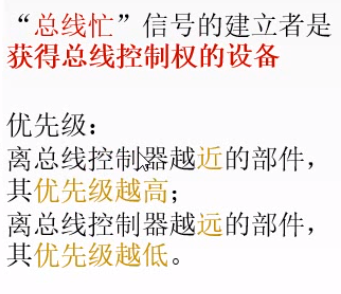 “总线忙”信号的建立者是
获得总线控制权的设备
优先级：
离总线控制器越近的部件，
其优先级越高；
离总线控制器越远的部件，
其优先级越低。